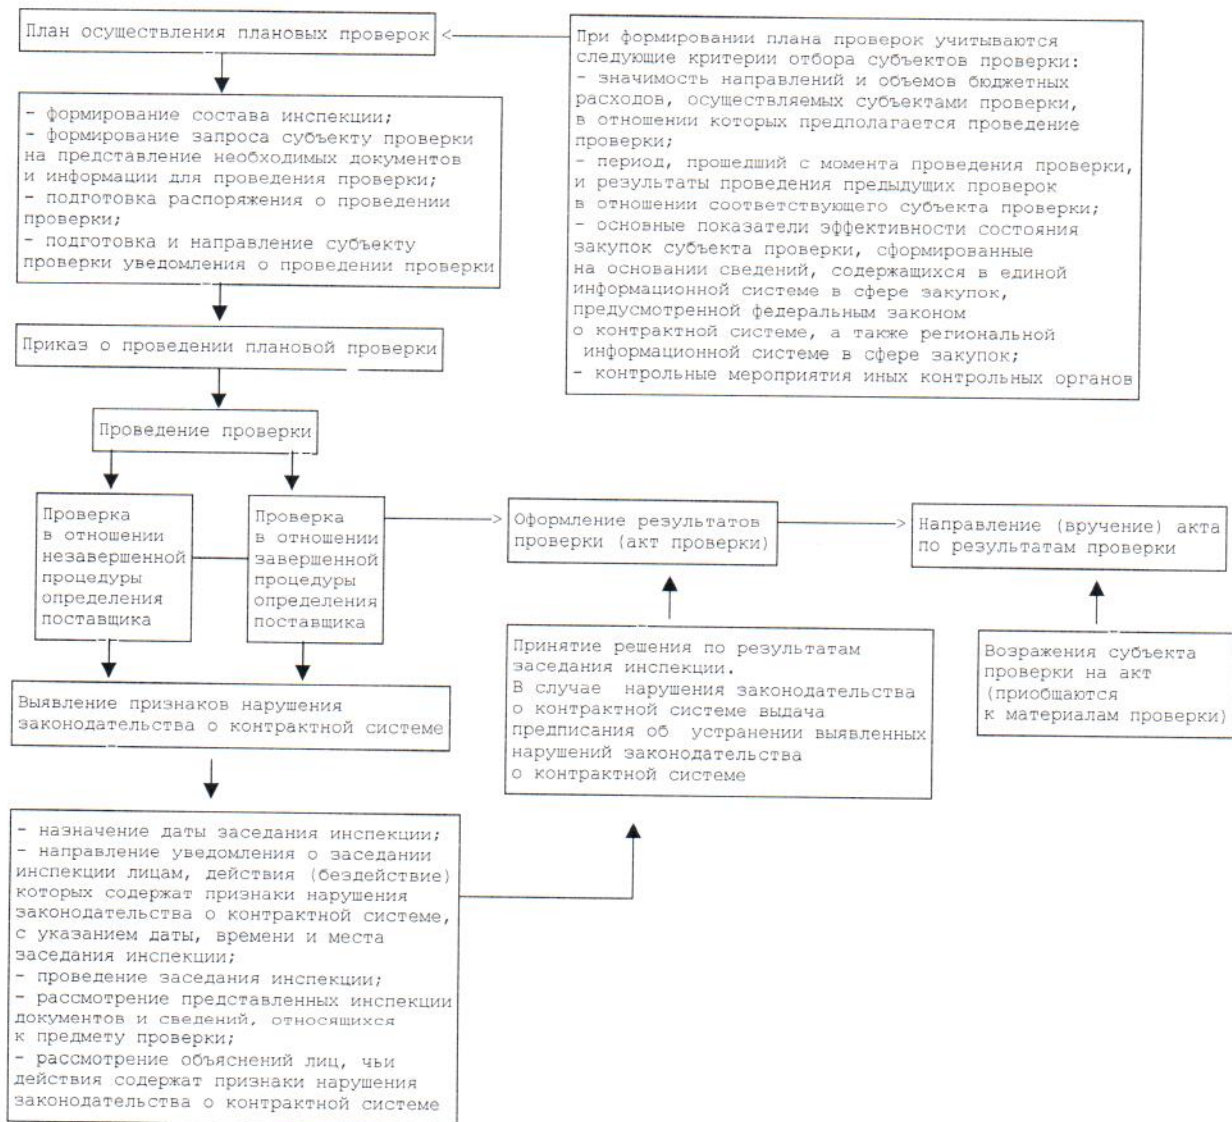 План осуществления плановых проверок
При формировании плана проверок учитываются
следующие критерии отбора субъектов проверки:
- значимость направлений и объемов бюджетных
расходов, осуществляемых субъектами проверки,
в отношении которых предполагается проведение
проверки;
- период, прошедший с момента проведения проверки,
и результаты проведения предыдущих проверок
в отношении соответствующего субъекта проверки;
- основные показатели эффективности состояния
закупок субъекта проверки, сформированные
на основании сведений, содержащихся в единой
информационной системе в сфере закупок,
предусмотренной федеральным законом
о контрактной системе, а также региональной
информационной системе в сфере закупок;
- контрольные мероприятия иных контрольных органов
- формирование состава инспекции;
- формирование запроса субъекту проверки
на представление необходимых документов
и информации для проведения проверки;
- подготовка распоряжения о проведении
проверки;
- подготовка и направление субъекту
проверки уведомления о проведении проверки
Приказ о проведении плановой проверки
Проведение проверки
Проверка
в отношении
незавершенной
процедуры
определения
поставщика
Проверка
в отношении
завершенной
процедуры
определения
поставщика
Оформление результатов
проверки (акт проверки)
Направление (вручение) акта
по результатам проверки
Выявление признаков нарушения
законодательства о контрактной системе
Принятие решения по результатам
заседания инспекции.
В случае нарушения законодательства
о контрактной системе выдача
предписания об устранении выявленных
нарушений законодательства
о контрактной системе
Возражения субъекта
проверки на акт
(приобщаются
к материалам проверки)
- назначение даты заседания инспекции;
- направление уведомления о заседании
инспекции лицам, действия (бездействие)
которых содержат признаки нарушения
законодательства о контрактной системе,
с указанием даты, времени и места
заседания инспекции;
- проведение заседания инспекции;
- рассмотрение представленных инспекции
документов и сведений, относящихся
к предмету проверки;
- рассмотрение объяснений лиц, чьи
действия содержат признаки нарушения
законодательства о контрактной системе